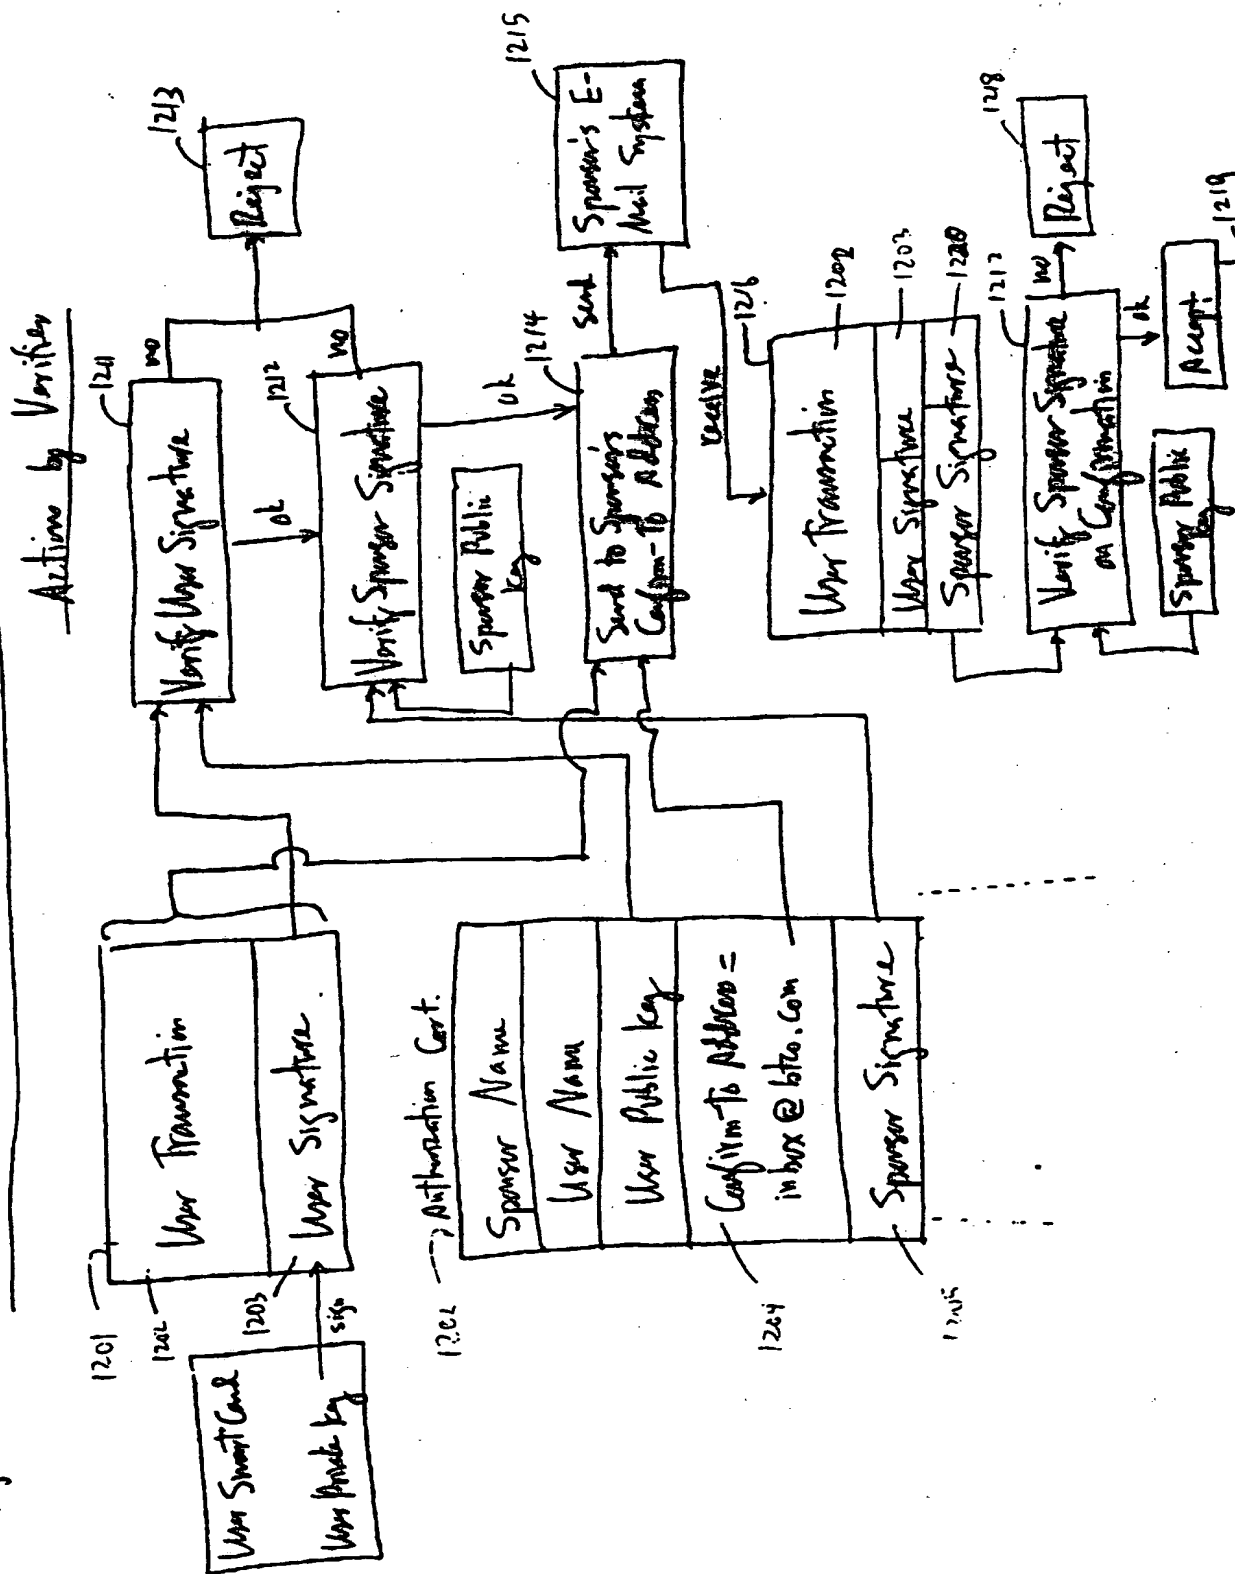 Action by Verifier
1201
1202
User Transaction
1203
User Signature
User Smart Card
User Private Key
sign
1211
Verify User Signature
no
1213
Reject
ok
1212
Verify Sponsor Signature
no
Sponsor Public
Key
ok
1214
Send to Sponsor's
Confirm-To Address
send
1215
Sponsor's E-
Mail System
receive
Authorization Cert.
Sponsor Name
User Name
User Public Key
1204
Confirm To Address =
inbox@btco.com
Sponsor Signature
1216
User Transaction
1202
User Signature
1203
Sponsor Signature
1220
1217
Verify Sponsor Signature
on Confirmation
no
1218
Reject
ok
Sponsor Public
Key
Accept
1219